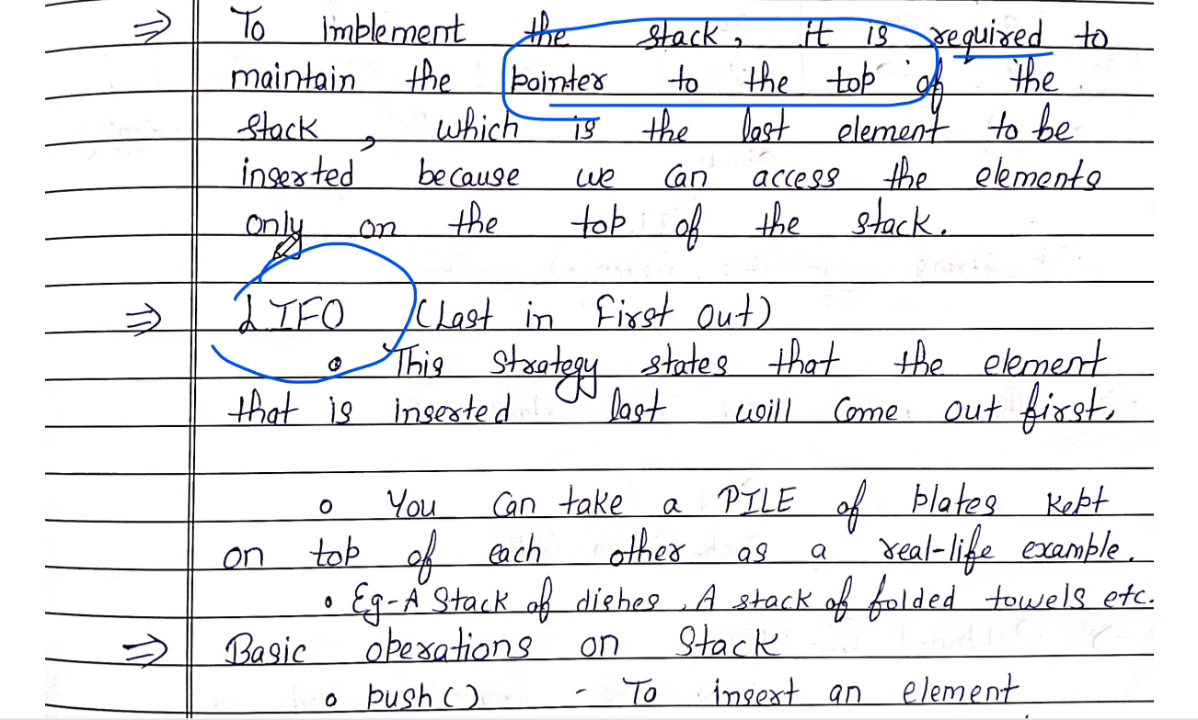 ⇒ To implement the stack, it is required to
maintain the pointer to the top of the
stack, which is the last element to be
inserted because we can access the elements
only on the top of the stack.
⇒ LIFO (Last in First Out)
o This Strategy states that the element
that is inserted last will come out first.
o You can take a PILE of plates kept
on top of each other as a real-life example.
• Eg-A Stack of dishes, A stack of folded towels etc.
⇒ Basic operations on Stack
o push() - To insert an element